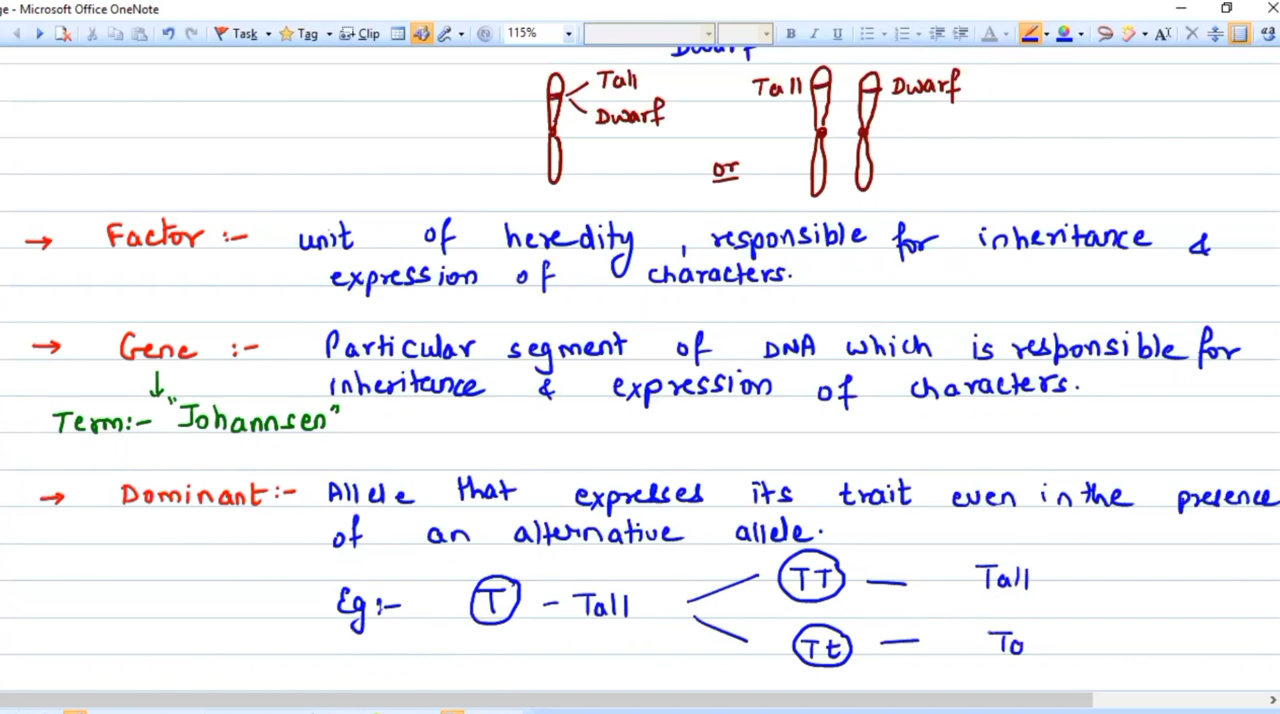 ge - Microsoft Office OneNote
Task Tag Clip 115% B I U
Dwarf
Tall Tall Dwarf
Dwarf
or
→ Factor :- unit of heredity, responsible for inheritance &
expression of characters.
→ Gene :- Particular segment of DNA which is responsible for
inheritance & expression of characters.
Term:- "Johannsen"
→ Dominant:- Allele that expresses its trait even in the presence
of an alternative allele.
TT — Tall
Eg:- T - Tall
Tt — To